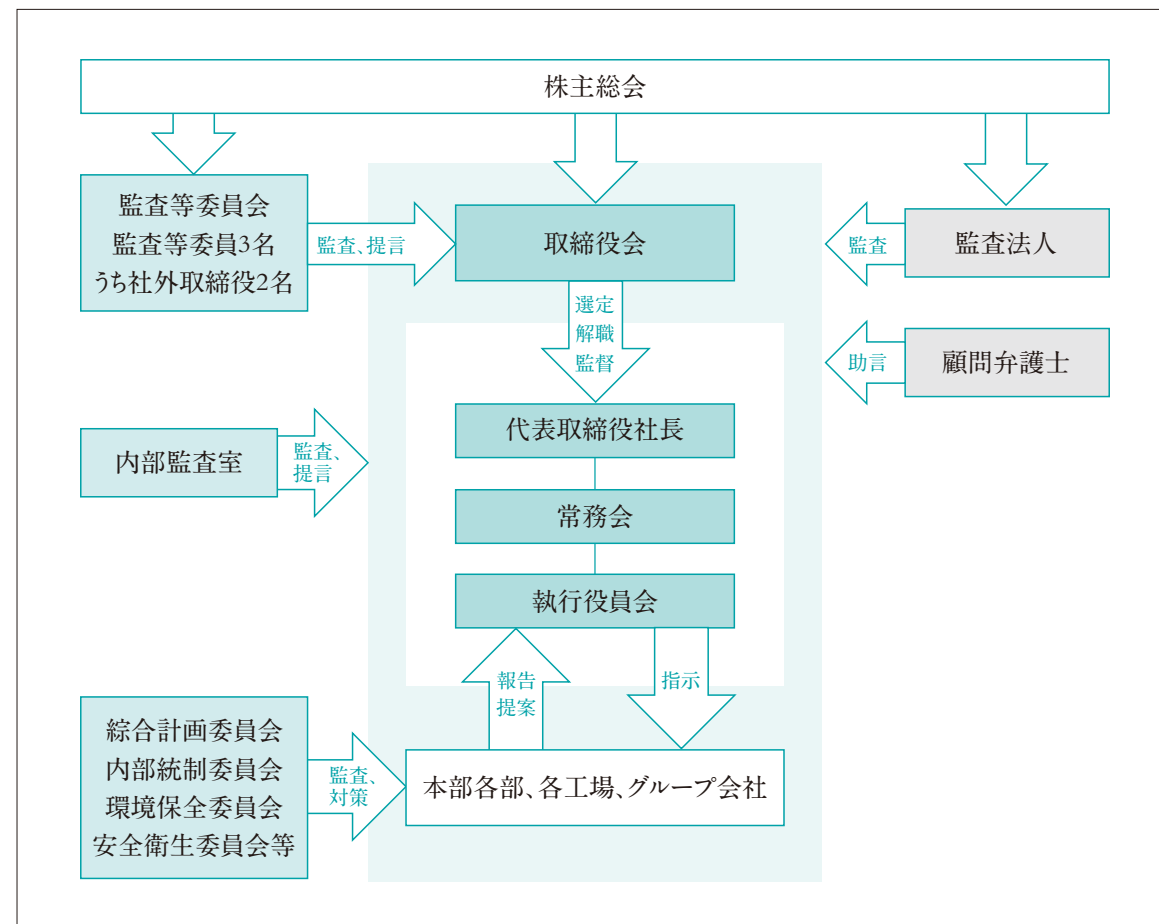 株主総会
監査等委員会
監査等委員3名
うち社外取締役2名
監査、提言
取締役会
監査
監査法人
選定
解職
監督
助言
顧問弁護士
代表取締役社長
内部監査室
監査、
提言
常務会
執行役員会
報告
提案
指示
綜合計画委員会
内部統制委員会
環境保全委員会
安全衛生委員会等
監査、
対策
本部各部、各工場、グループ会社